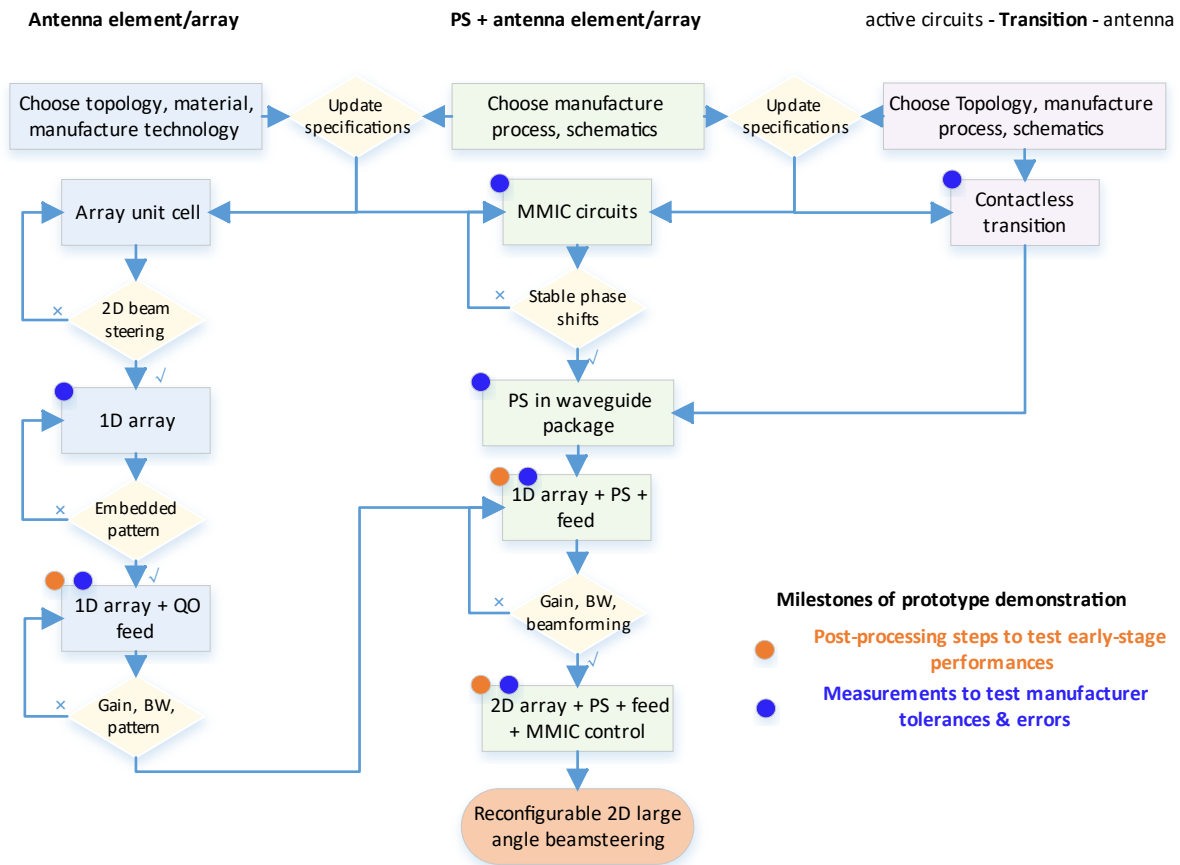 Antenna element/array
PS + antenna element/array
active circuits - Transition - antenna
Choose topology, material,
manufacture technology
Update
specifications
Choose manufacture
process, schematics
Update
specifications
Choose Topology, manufacture
process, schematics
Array unit cell
MMIC circuits
Contactless
transition
×
2D beam
steering
√
×
Stable phase
shifts
√
1D array
PS in waveguide
package
×
Embedded
pattern
√
1D array + PS +
feed
1D array + QO
feed
×
Gain, BW,
beamforming
√
×
Gain, BW,
pattern
2D array + PS + feed
+ MMIC control
Reconfigurable 2D large
angle beamsteering
Milestones of prototype demonstration
Post-processing steps to test early-stage
performances
Measurements to test manufacturer
tolerances & errors